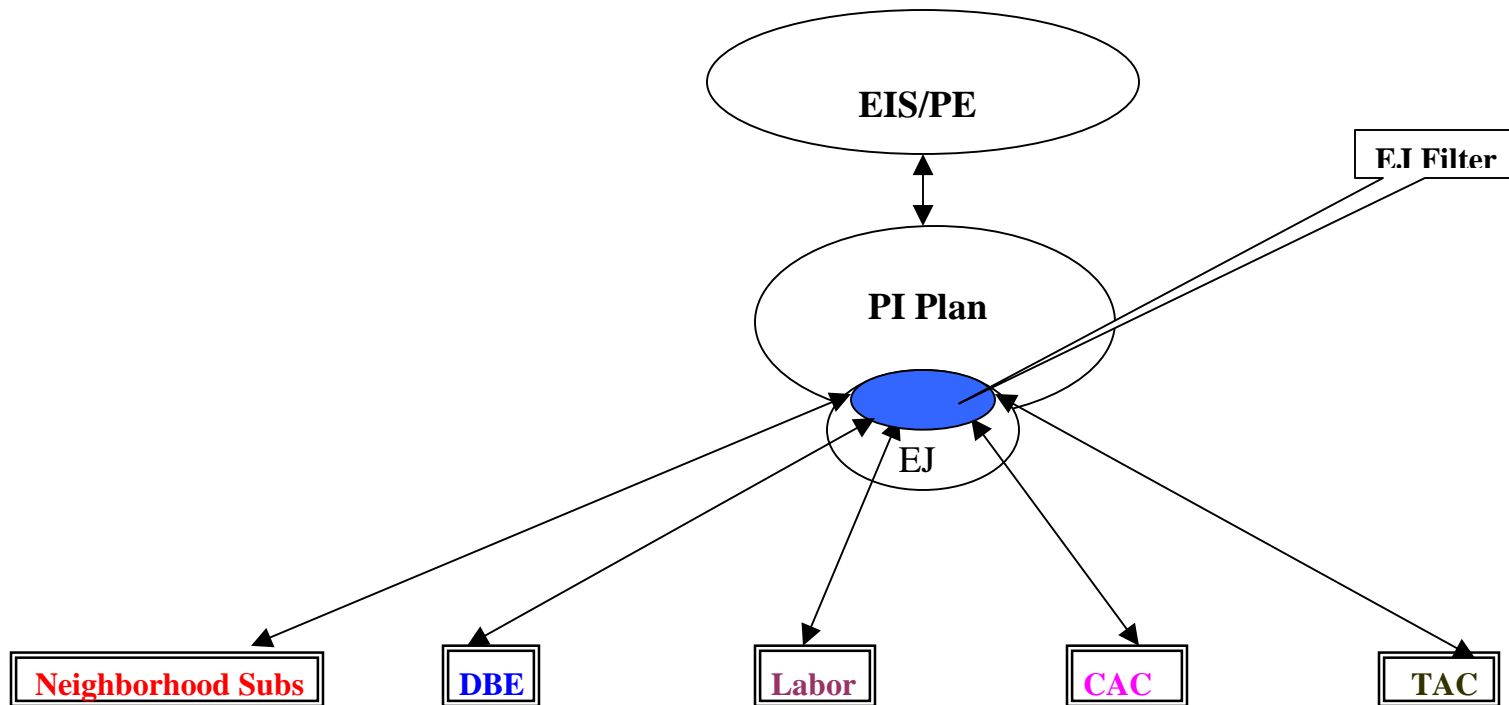 EIS/PE
EJ Filter
PI Plan
EJ
Neighborhood Subs
DBE
Labor
CAC
TAC